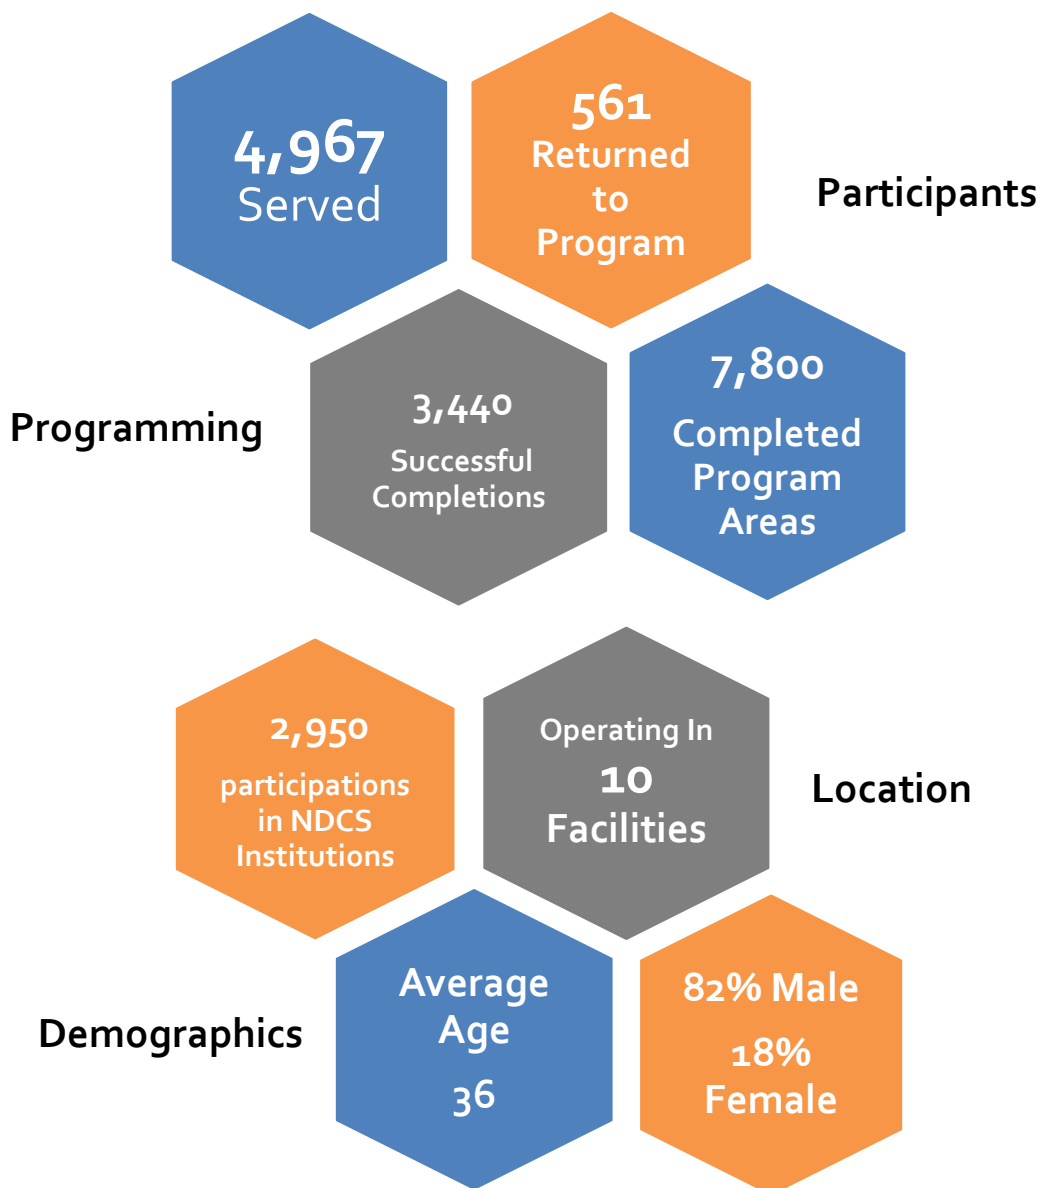 4,967
Served
561
Returned
to
Program
Participants
Programming
3,440
Successful
Completions
7,800
Completed
Program
Areas
2,950
participations
in NDCS
Institutions
Operating In
10
Facilities
Location
Demographics
Average
Age
36
82% Male
18%
Female